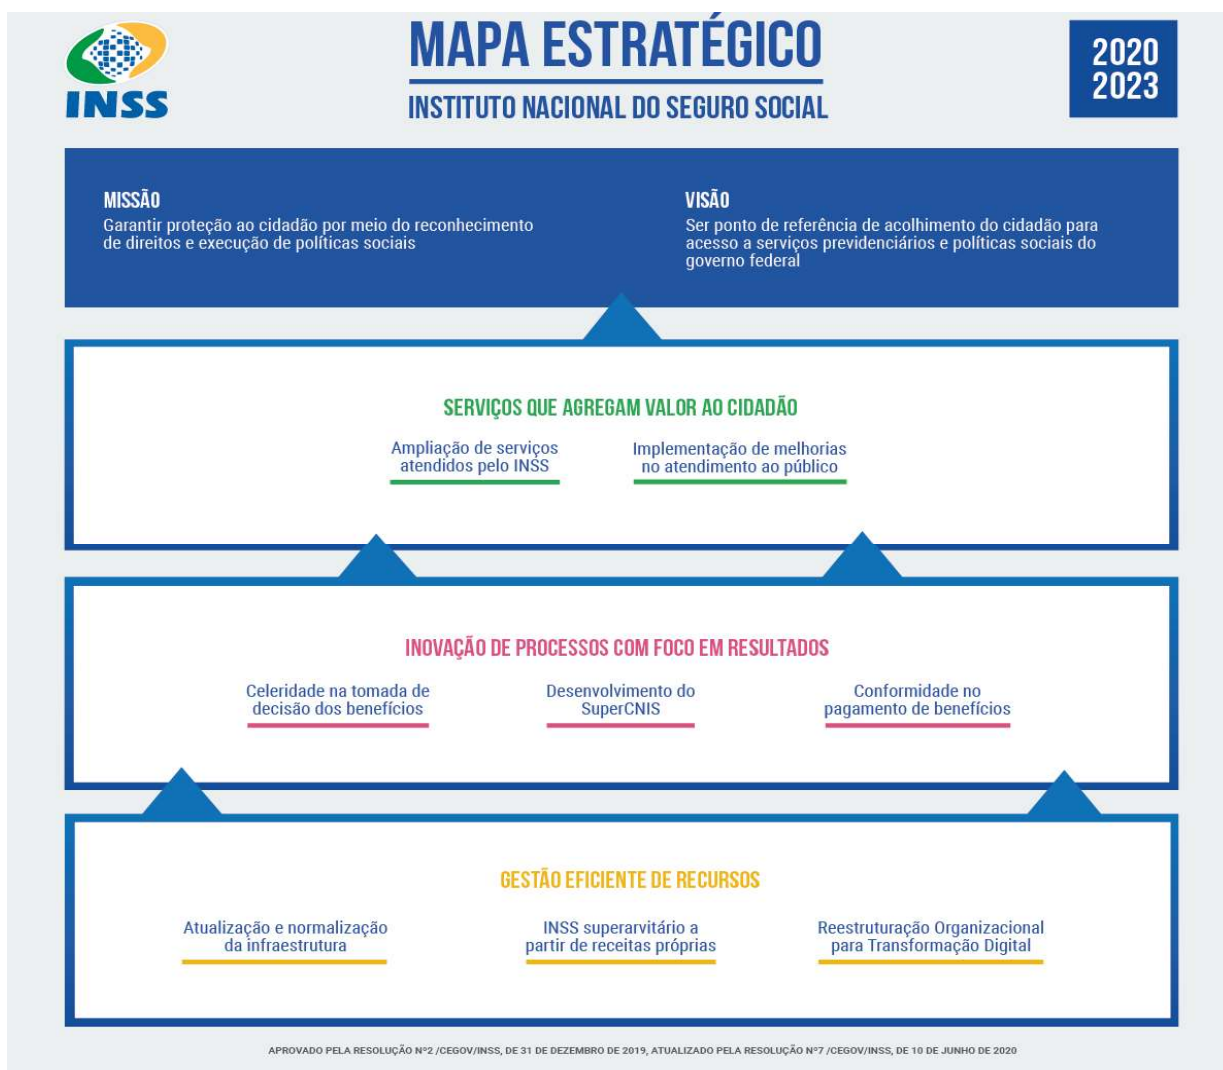 INSS
MAPA ESTRATÉGICO
INSTITUTO NACIONAL DO SEGURO SOCIAL
2020
2023
MISSÃO
Garantir proteção ao cidadão por meio do reconhecimento
de direitos e execução de políticas sociais
VISÃO
Ser ponto de referência de acolhimento do cidadão para
acesso a serviços previdenciários e políticas sociais do
governo federal
SERVIÇOS QUE AGREGAM VALOR AO CIDADÃO
Ampliação de serviços
atendidos pelo INSS
Implementação de melhorias
no atendimento ao público
INOVAÇÃO DE PROCESSOS COM FOCO EM RESULTADOS
Celeridade na tomada de
decisão dos benefícios
Desenvolvimento do
SuperCNIS
Conformidade no
pagamento de benefícios
GESTÃO EFICIENTE DE RECURSOS
Atualização e normalização
da infraestrutura
INSS superarvitário a
partir de receitas próprias
Reestruturação Organizacional
para Transformação Digital
APROVADO PELA RESOLUÇÃO Nº2 /CEGOV/INSS, DE 31 DE DEZEMBRO DE 2019, ATUALIZADO PELA RESOLUÇÃO Nº7 /CEGOV/INSS, DE 10 DE JUNHO DE 2020